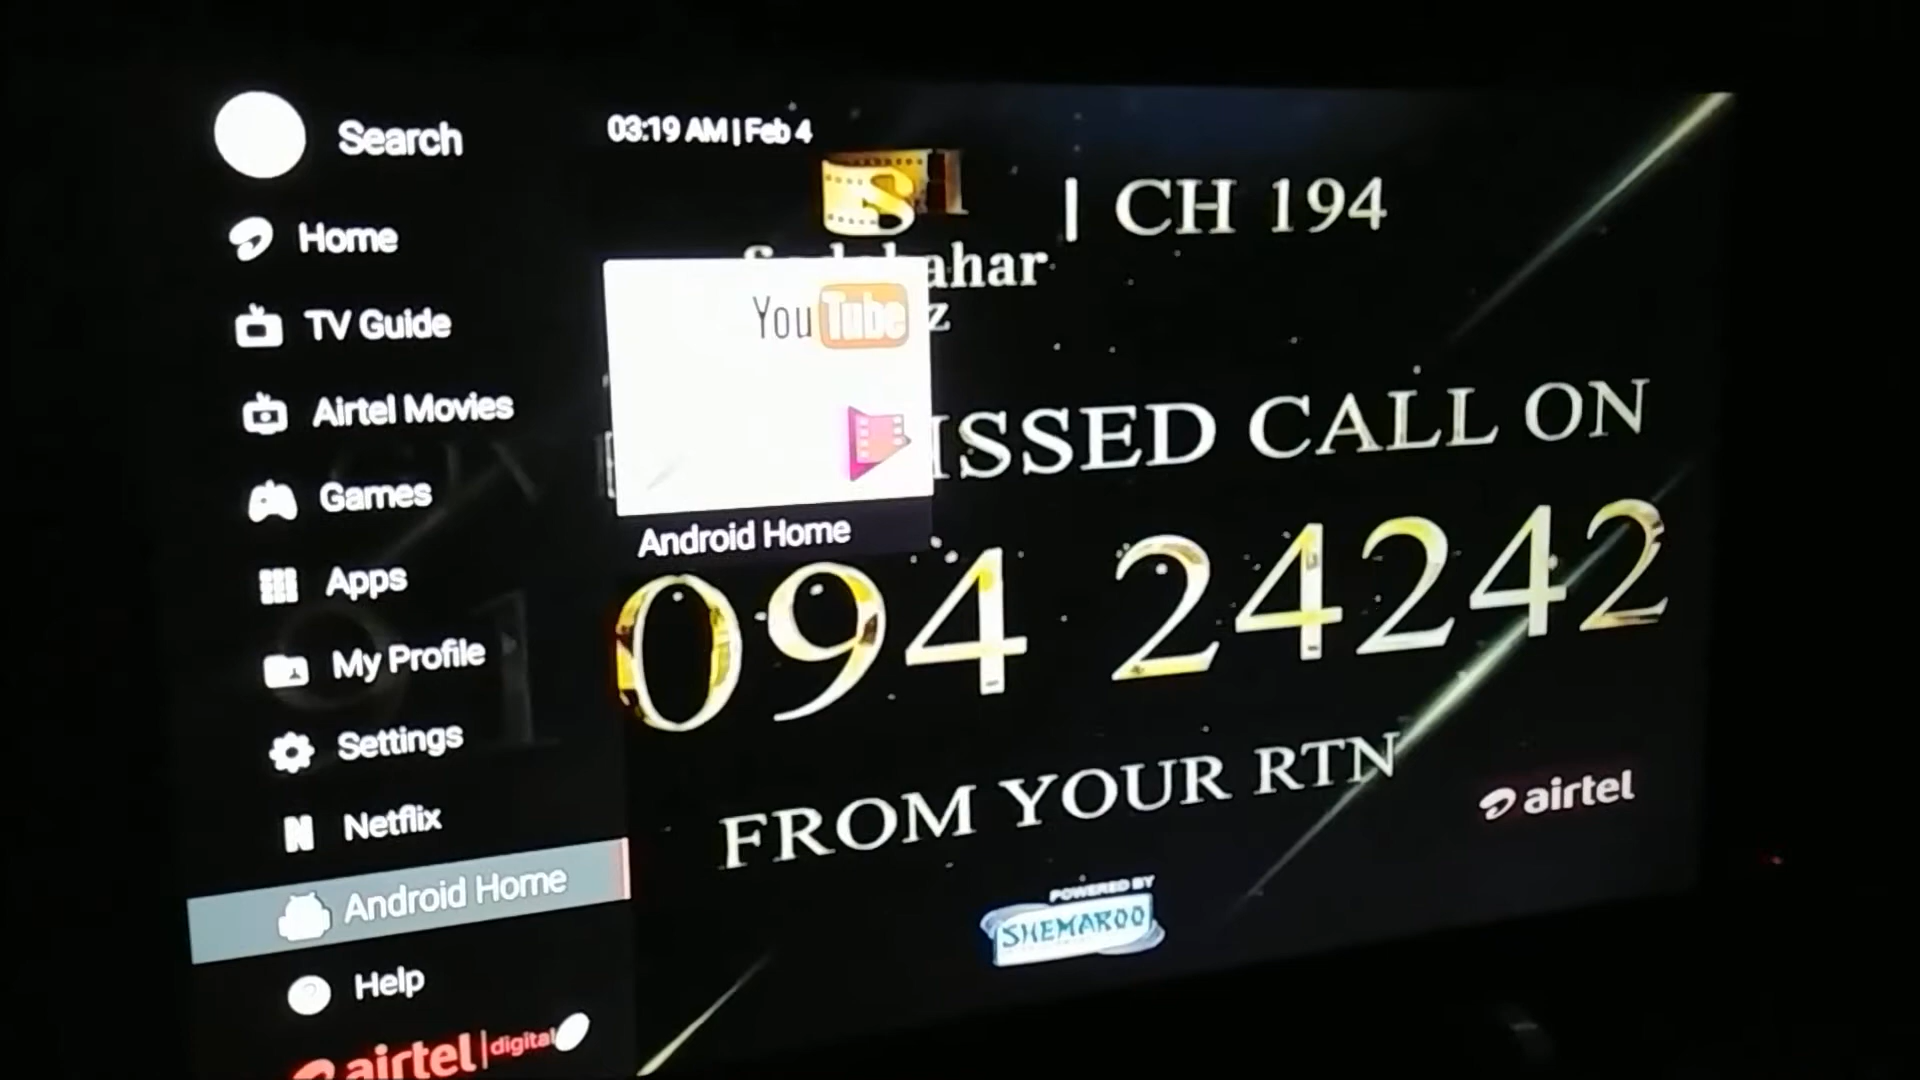 Search
Home
TV Guide
Airtel Movies
Games
Apps
My Profile
Settings
Netflix
Android Home
Help
airtel | digital
03:19 AM | Feb 4
S
| CH 194
YouTube
Android Home
ISSED CALL ON
094 24242
FROM YOUR RTN
airtel
POWERED BY
SHEMAROO